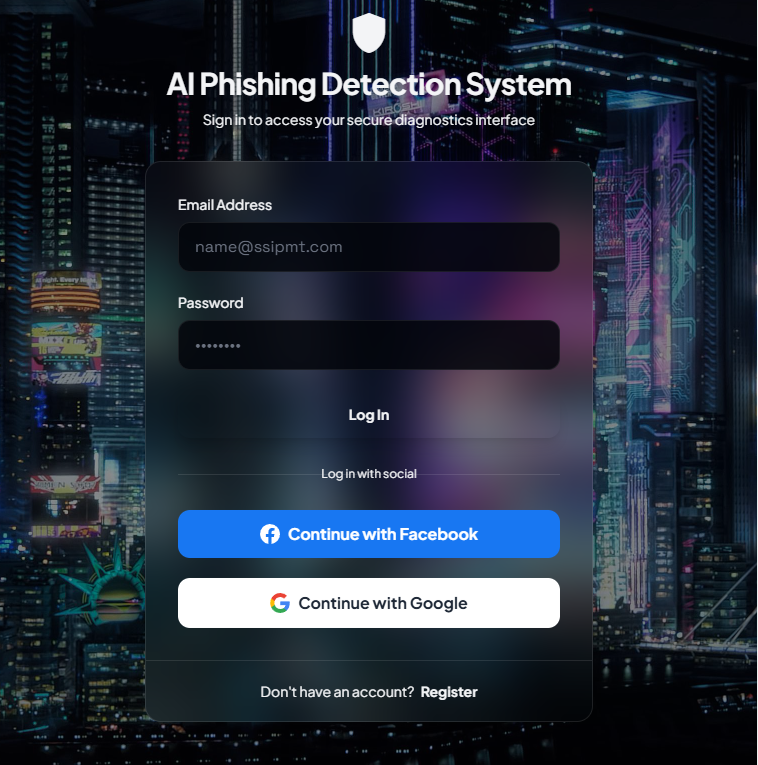 AI Phishing Detection System
KIROSHI
Sign in to access your secure diagnostics interface
Email Address
name@ssipmt.com
Password
••••••••
Log In
Log in with social
Continue with Facebook
Continue with Google
Don't have an account? Register